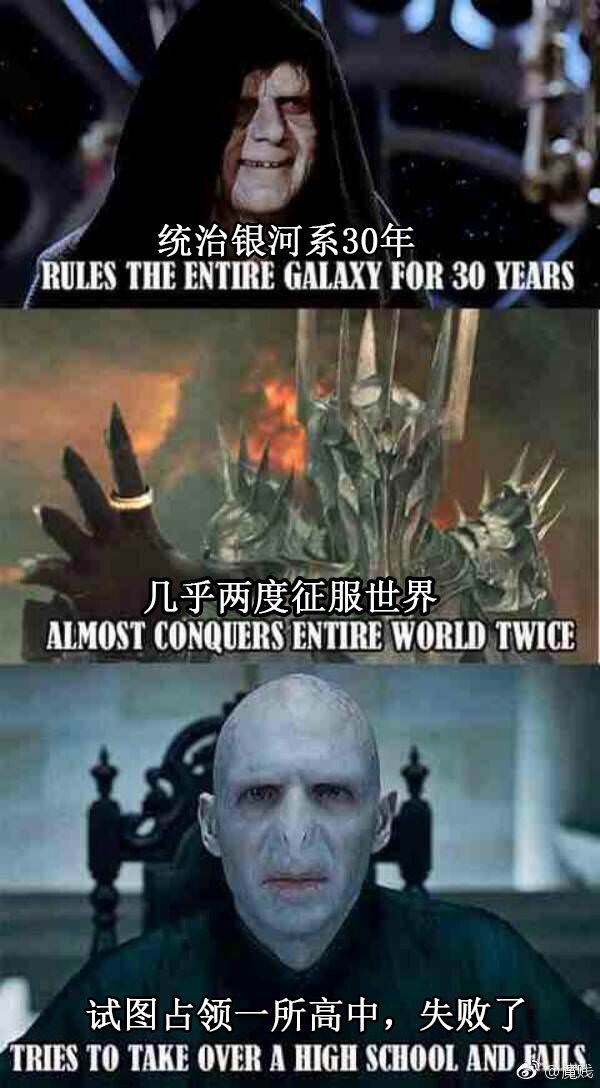 统治银河系30年
RULES THE ENTIRE GALAXY FOR 30 YEARS
几乎两度征服世界
ALMOST CONQUERS ENTIRE WORLD TWICE
试图占领一所高中，失败了
TRIES TO TAKE OVER A HIGH SCHOOL AND FAILS